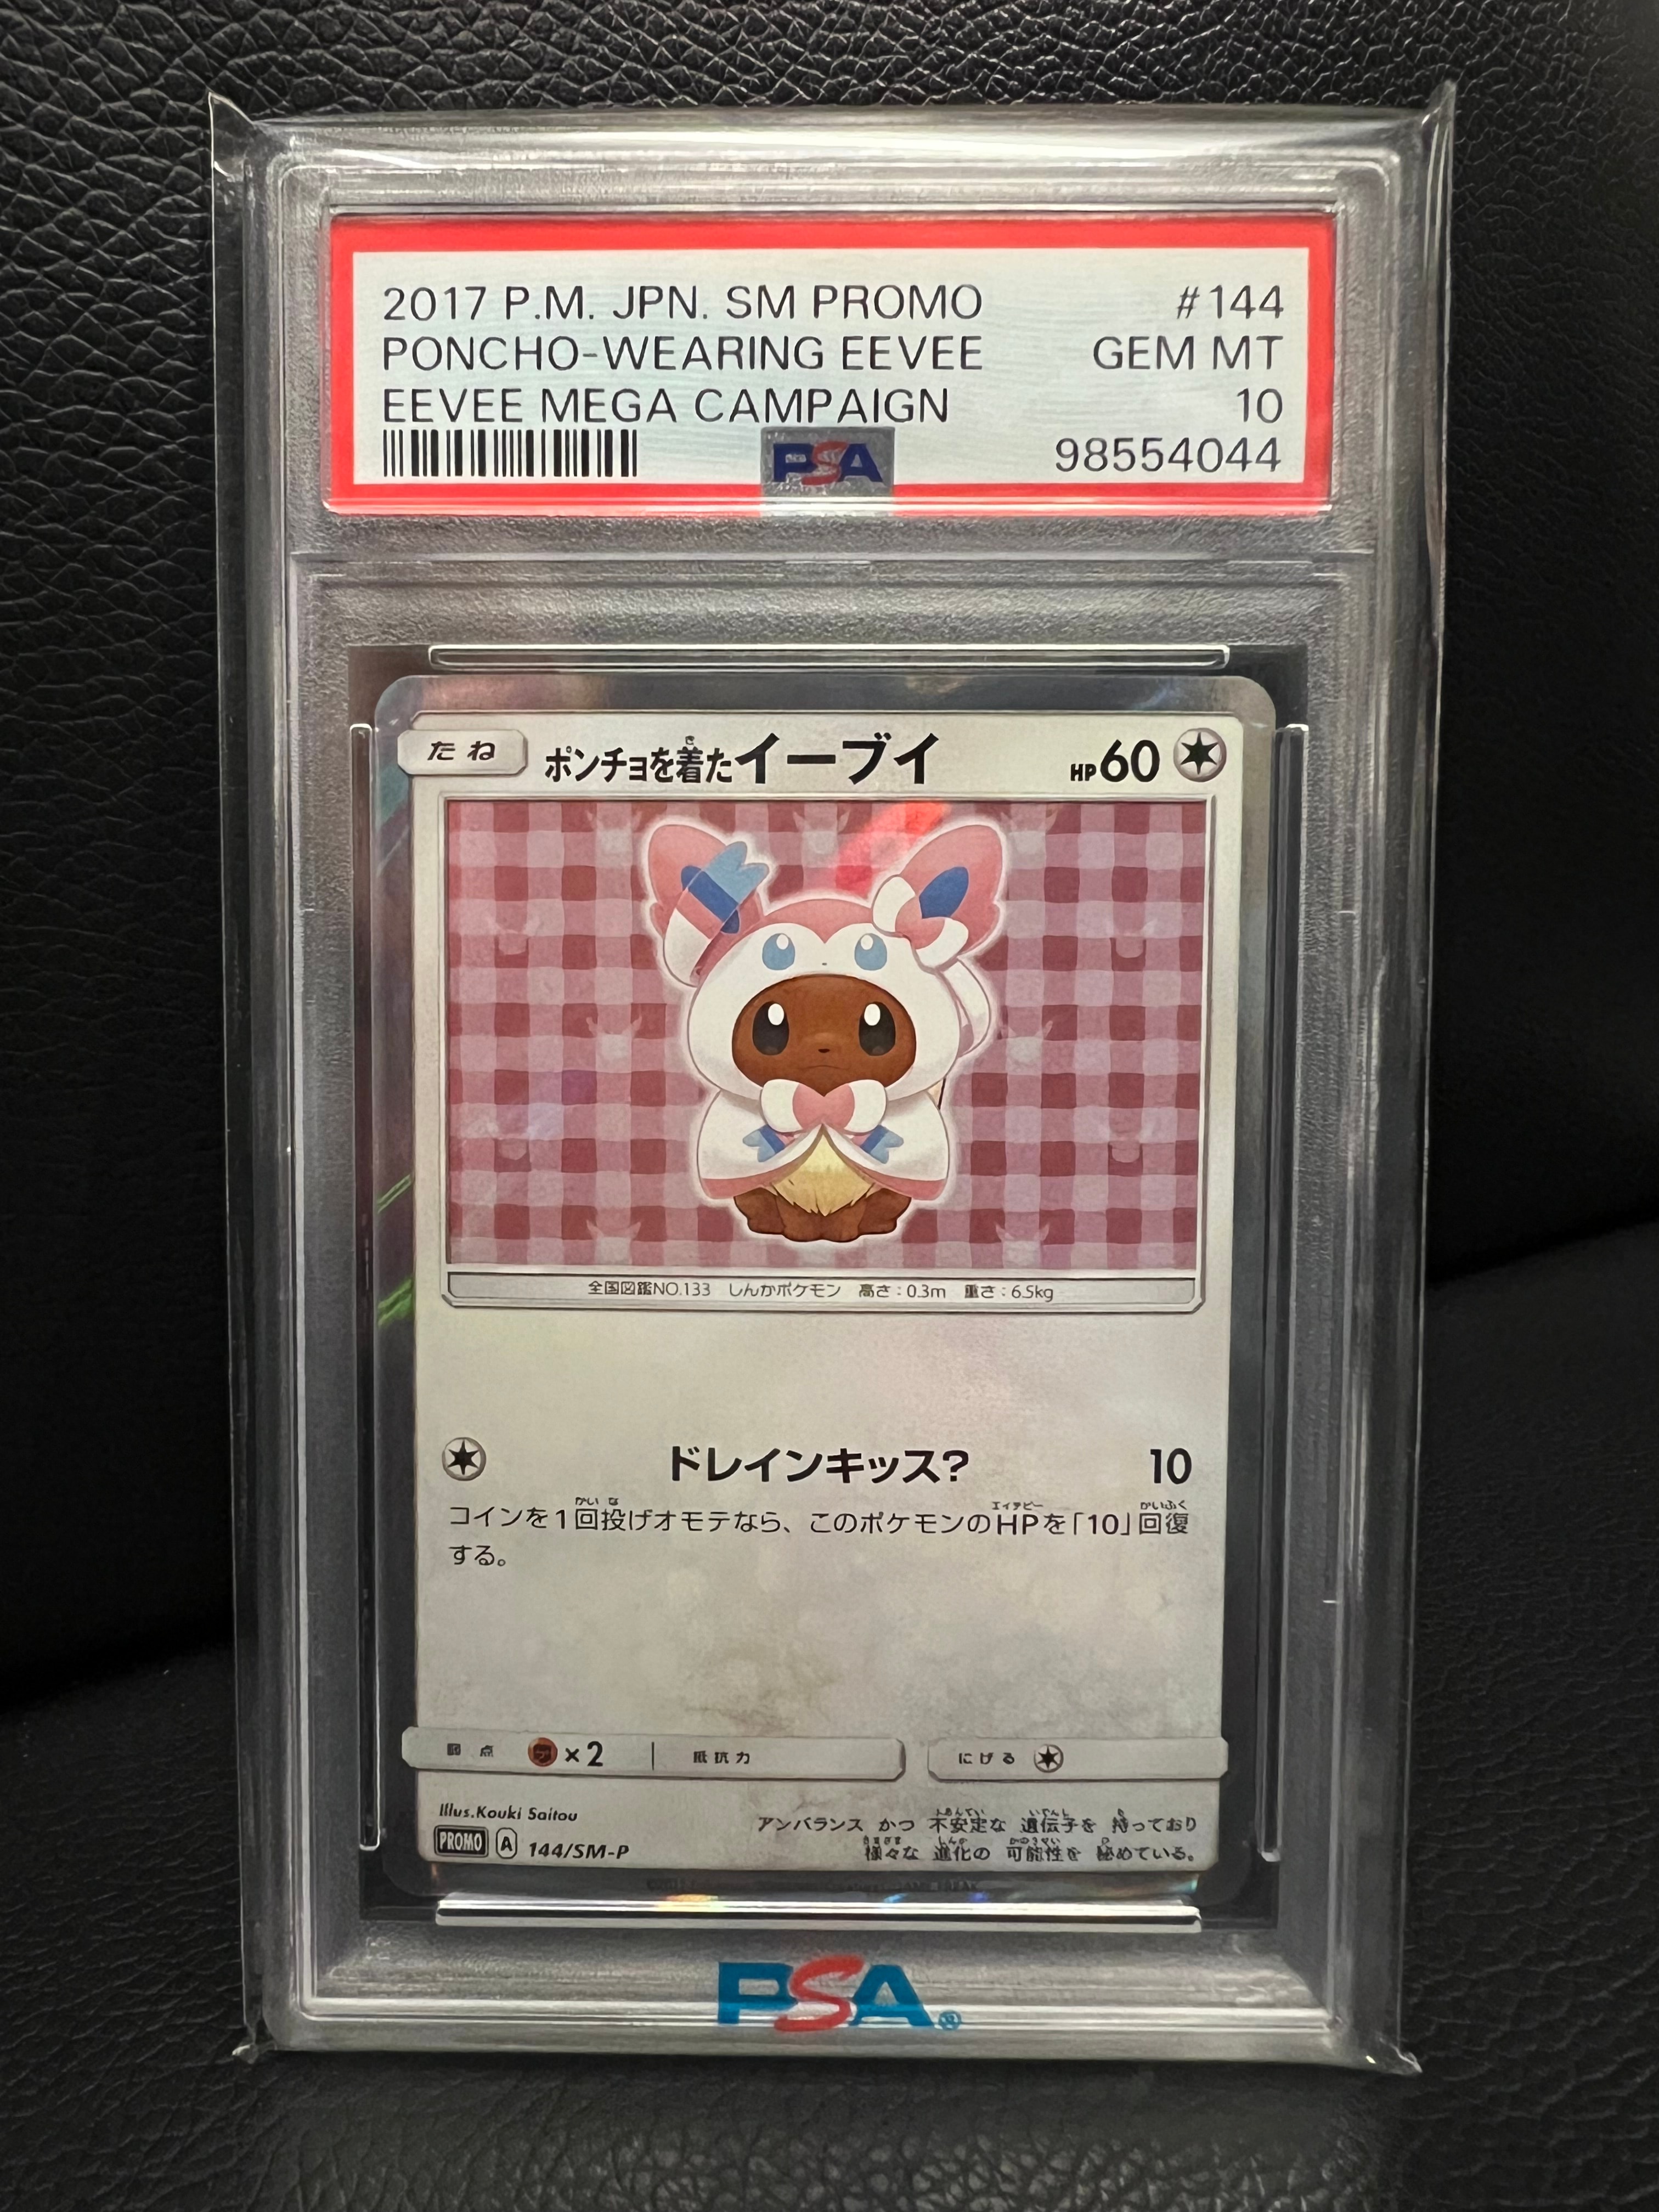 2017 P.M. JPN. SM PROMO #144
PONCHO-WEARING EEVEE GEM MT
EEVEE MEGA CAMPAIGN 10
PSA 98554044
たね ポンチョを着たイーブイ HP60
全国図鑑NO.133 しんかポケモン 高さ:0.3m 重さ:6.5kg
ドレインキッス? 10
コインを1回投げオモテなら、このポケモンのHPを「10」回復
する。
弱点 ×2 抵抗力 にげる
Illus.Kouki Saitou
アンバランス かつ 不安定な 遺伝子を 持っており
PROMO A 144/SM-P
様々な 進化の 可能性を 秘めている。
PSA®